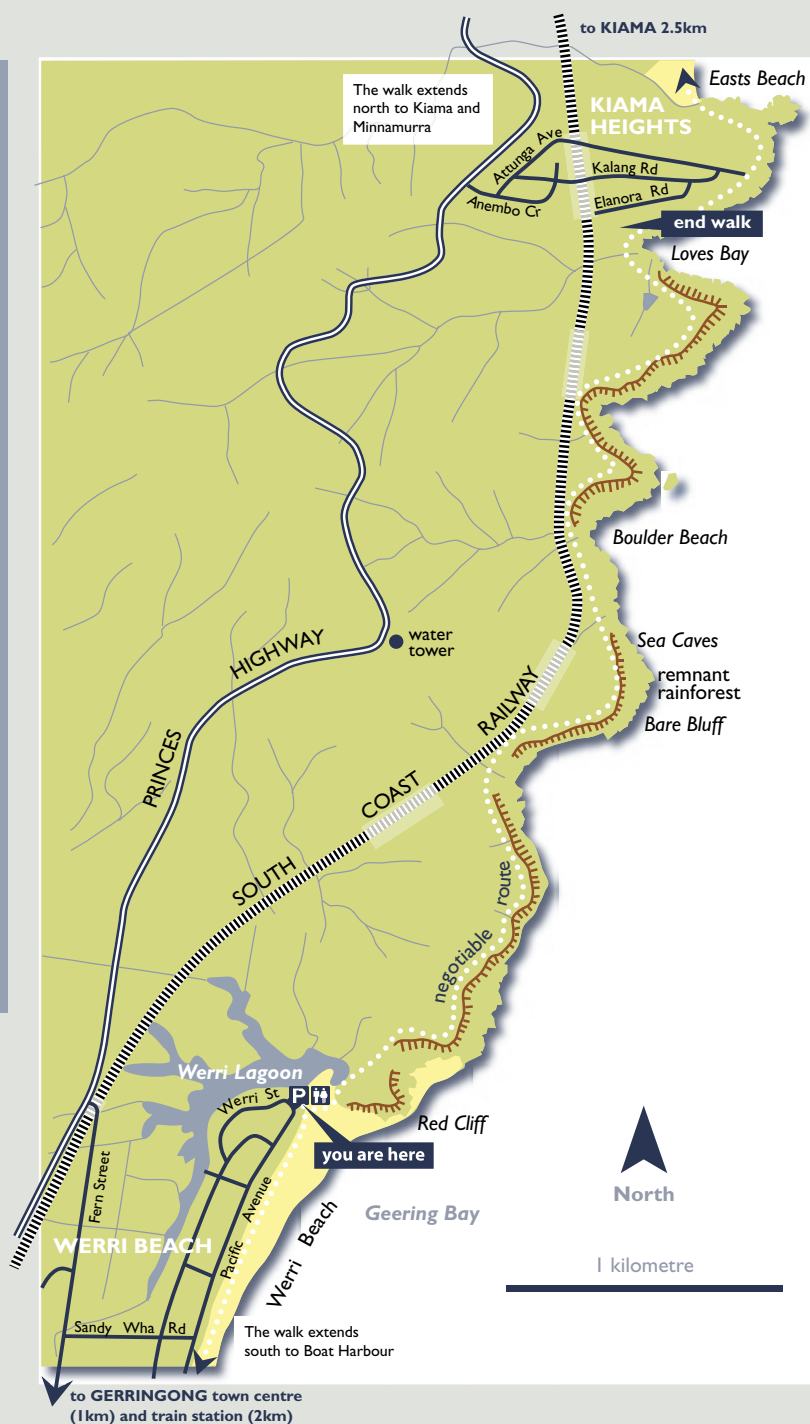 to KIAMA 2.5km
Easts Beach
The walk extends
north to Kiama and
Minnamurra
KIAMA
HEIGHTS
Attunga Ave
Kalang Rd
Anembo Cr
Elanora Rd
end walk
Loves Bay
Boulder Beach
water
tower
Sea Caves
remnant
rainforest
Bare Bluff
PRINCES HIGHWAY
SOUTH COAST RAILWAY
negotiable route
Werri Lagoon
Werri St
P
Red Cliff
you are here
Fern Street
Pacific Avenue
WERRI BEACH
Werri Beach
Geering Bay
North
1 kilometre
Sandy Wha Rd
The walk extends
south to Boat Harbour
to GERRINGONG town centre
(1km) and train station (2km)